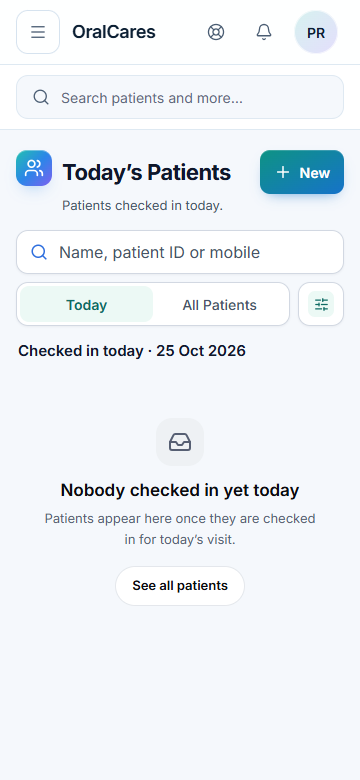 OralCares
PR
Search patients and more...
Today's Patients
New
Patients checked in today.
Name, patient ID or mobile
Today
All Patients
Checked in today · 25 Oct 2026
Nobody checked in yet today
Patients appear here once they are checked
in for today's visit.
See all patients